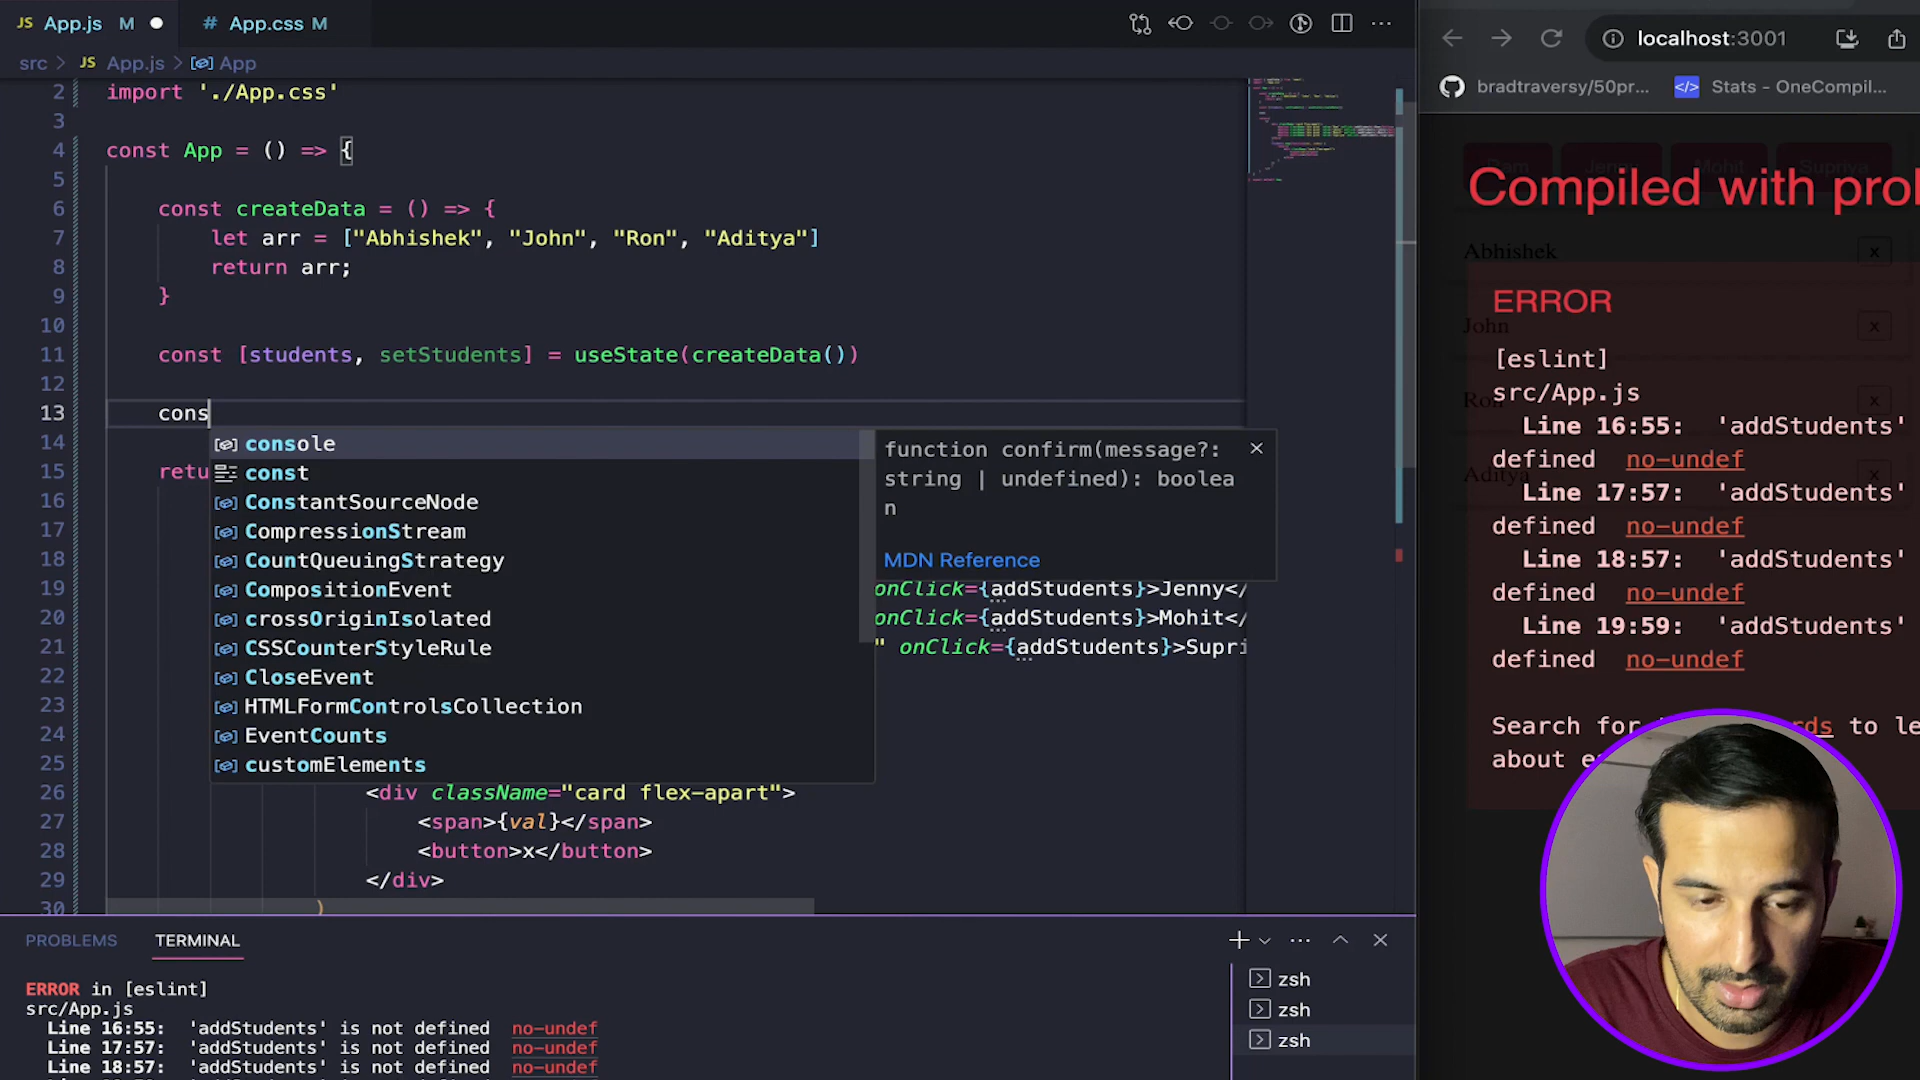 JS App.js M
# App.css M
src > JS App.js > App
2 import './App.css'
3
4 const App = () => {
5
6 const createData = () => {
7 let arr = ["Abhishek", "John", "Ron", "Aditya"]
8 return arr;
9 }
10
11 const [students, setStudents] = useState(createData())
12
13 cons
14
15 retu
16
17
18
19 onClick={addStudents}>Jenny</
20 onClick={addStudents}>Mohit</
21 " onClick={addStudents}>Supri
22
23
24
25
26 <div className="card flex-apart">
27 <span>{val}</span>
28 <button>x</button>
29 </div>
30 )
console
const
ConstantSourceNode
CompressionStream
CountQueuingStrategy
CompositionEvent
crossOriginIsolated
CSSCounterStyleRule
CloseEvent
HTMLFormControlsCollection
EventCounts
customElements
function confirm(message?:
string | undefined): boolea
n
MDN Reference
PROBLEMS TERMINAL
ERROR in [eslint]
src/App.js
Line 16:55: 'addStudents' is not defined no-undef
Line 17:57: 'addStudents' is not defined no-undef
Line 18:57: 'addStudents' is not defined no-undef
zsh
zsh
zsh
localhost:3001
bradtraversy/50pr...
Stats - OneCompil...
Sam Jenny Mohit Supriya
Compiled with prol
Abhishek x
ERROR
John x
[eslint]
src/App.js
Ron x
Line 16:55: 'addStudents'
defined no-undef
Aditya x
Line 17:57: 'addStudents'
defined no-undef
Line 18:57: 'addStudents'
defined no-undef
Line 19:59: 'addStudents'
defined no-undef
Search for rds to le
about e